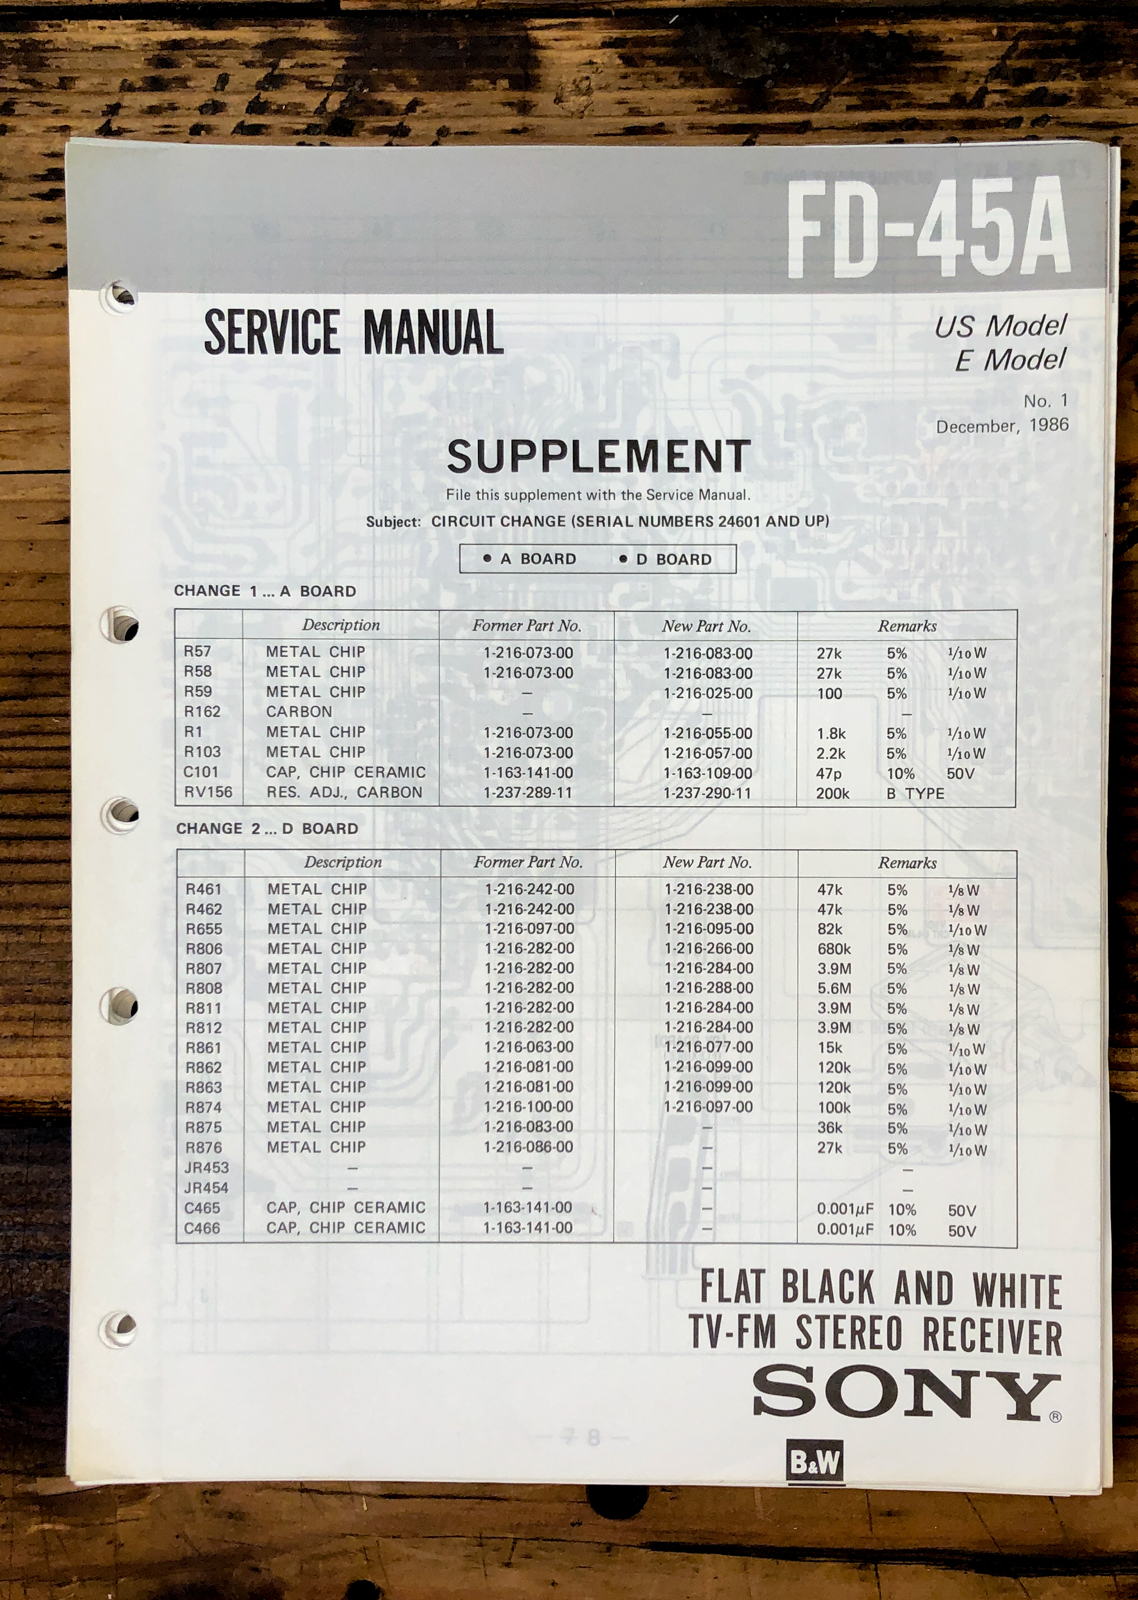 FD-45A
SERVICE MANUAL
US Model
E Model
No. 1
December, 1986
SUPPLEMENT
File this supplement with the Service Manual.
Subject: CIRCUIT CHANGE (SERIAL NUMBERS 24601 AND UP)
• A BOARD • D BOARD
CHANGE 1 ... A BOARD
Description Former Part No. New Part No. Remarks
R57 METAL CHIP 1-216-073-00 1-216-083-00 27k 5% 1/10 W
R58 METAL CHIP 1-216-073-00 1-216-083-00 27k 5% 1/10 W
R59 METAL CHIP – 1-216-025-00 100 5% 1/10 W
R162 CARBON – – –
R1 METAL CHIP 1-216-073-00 1-216-055-00 1.8k 5% 1/10 W
R103 METAL CHIP 1-216-073-00 1-216-057-00 2.2k 5% 1/10 W
C101 CAP, CHIP CERAMIC 1-163-141-00 1-163-109-00 47p 10% 50V
RV156 RES. ADJ., CARBON 1-237-289-11 1-237-290-11 200k B TYPE
CHANGE 2 ... D BOARD
Description Former Part No. New Part No. Remarks
R461 METAL CHIP 1-216-242-00 1-216-238-00 47k 5% 1/8 W
R462 METAL CHIP 1-216-242-00 1-216-238-00 47k 5% 1/8 W
R655 METAL CHIP 1-216-097-00 1-216-095-00 82k 5% 1/10 W
R806 METAL CHIP 1-216-282-00 1-216-266-00 680k 5% 1/8 W
R807 METAL CHIP 1-216-282-00 1-216-284-00 3.9M 5% 1/8 W
R808 METAL CHIP 1-216-282-00 1-216-288-00 5.6M 5% 1/8 W
R811 METAL CHIP 1-216-282-00 1-216-284-00 3.9M 5% 1/8 W
R812 METAL CHIP 1-216-282-00 1-216-284-00 3.9M 5% 1/8 W
R861 METAL CHIP 1-216-063-00 1-216-077-00 15k 5% 1/10 W
R862 METAL CHIP 1-216-081-00 1-216-099-00 120k 5% 1/10 W
R863 METAL CHIP 1-216-081-00 1-216-099-00 120k 5% 1/10 W
R874 METAL CHIP 1-216-100-00 1-216-097-00 100k 5% 1/10 W
R875 METAL CHIP 1-216-083-00 – 36k 5% 1/10 W
R876 METAL CHIP 1-216-086-00 – 27k 5% 1/10 W
JR453 – – – –
JR454 – – – –
C465 CAP, CHIP CERAMIC 1-163-141-00 – 0.001μF 10% 50V
C466 CAP, CHIP CERAMIC 1-163-141-00 – 0.001μF 10% 50V
FLAT BLACK AND WHITE
TV-FM STEREO RECEIVER
SONY®
B&W